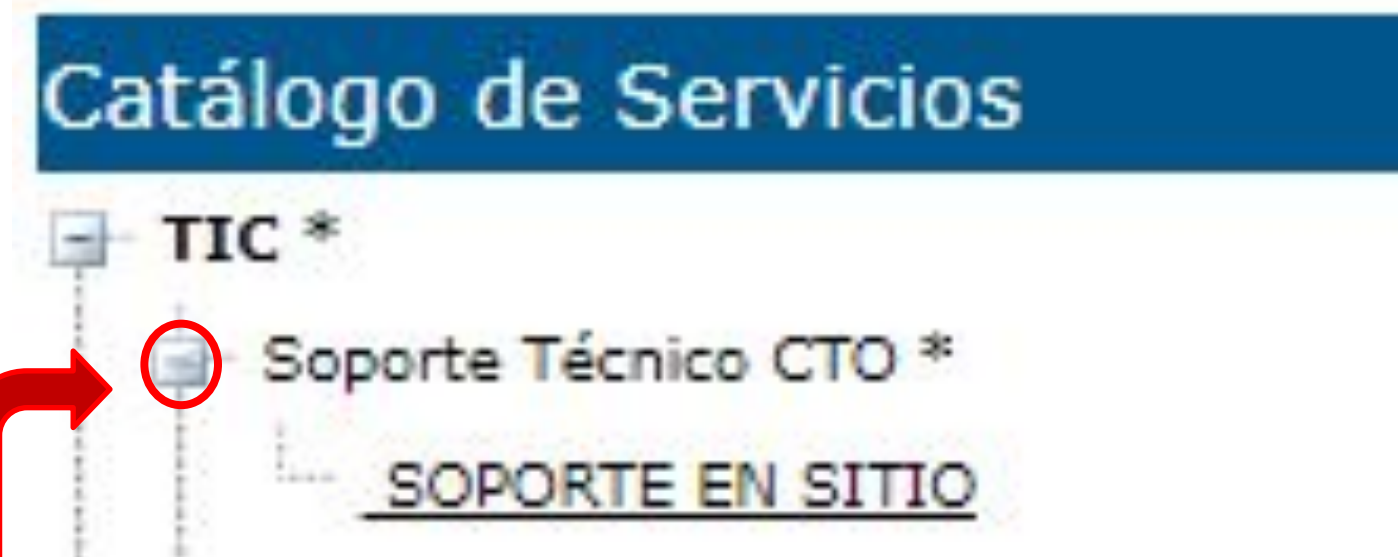 Catálogo de Servicios
TIC *
Soporte Técnico CTO *
SOPORTE EN SITIO